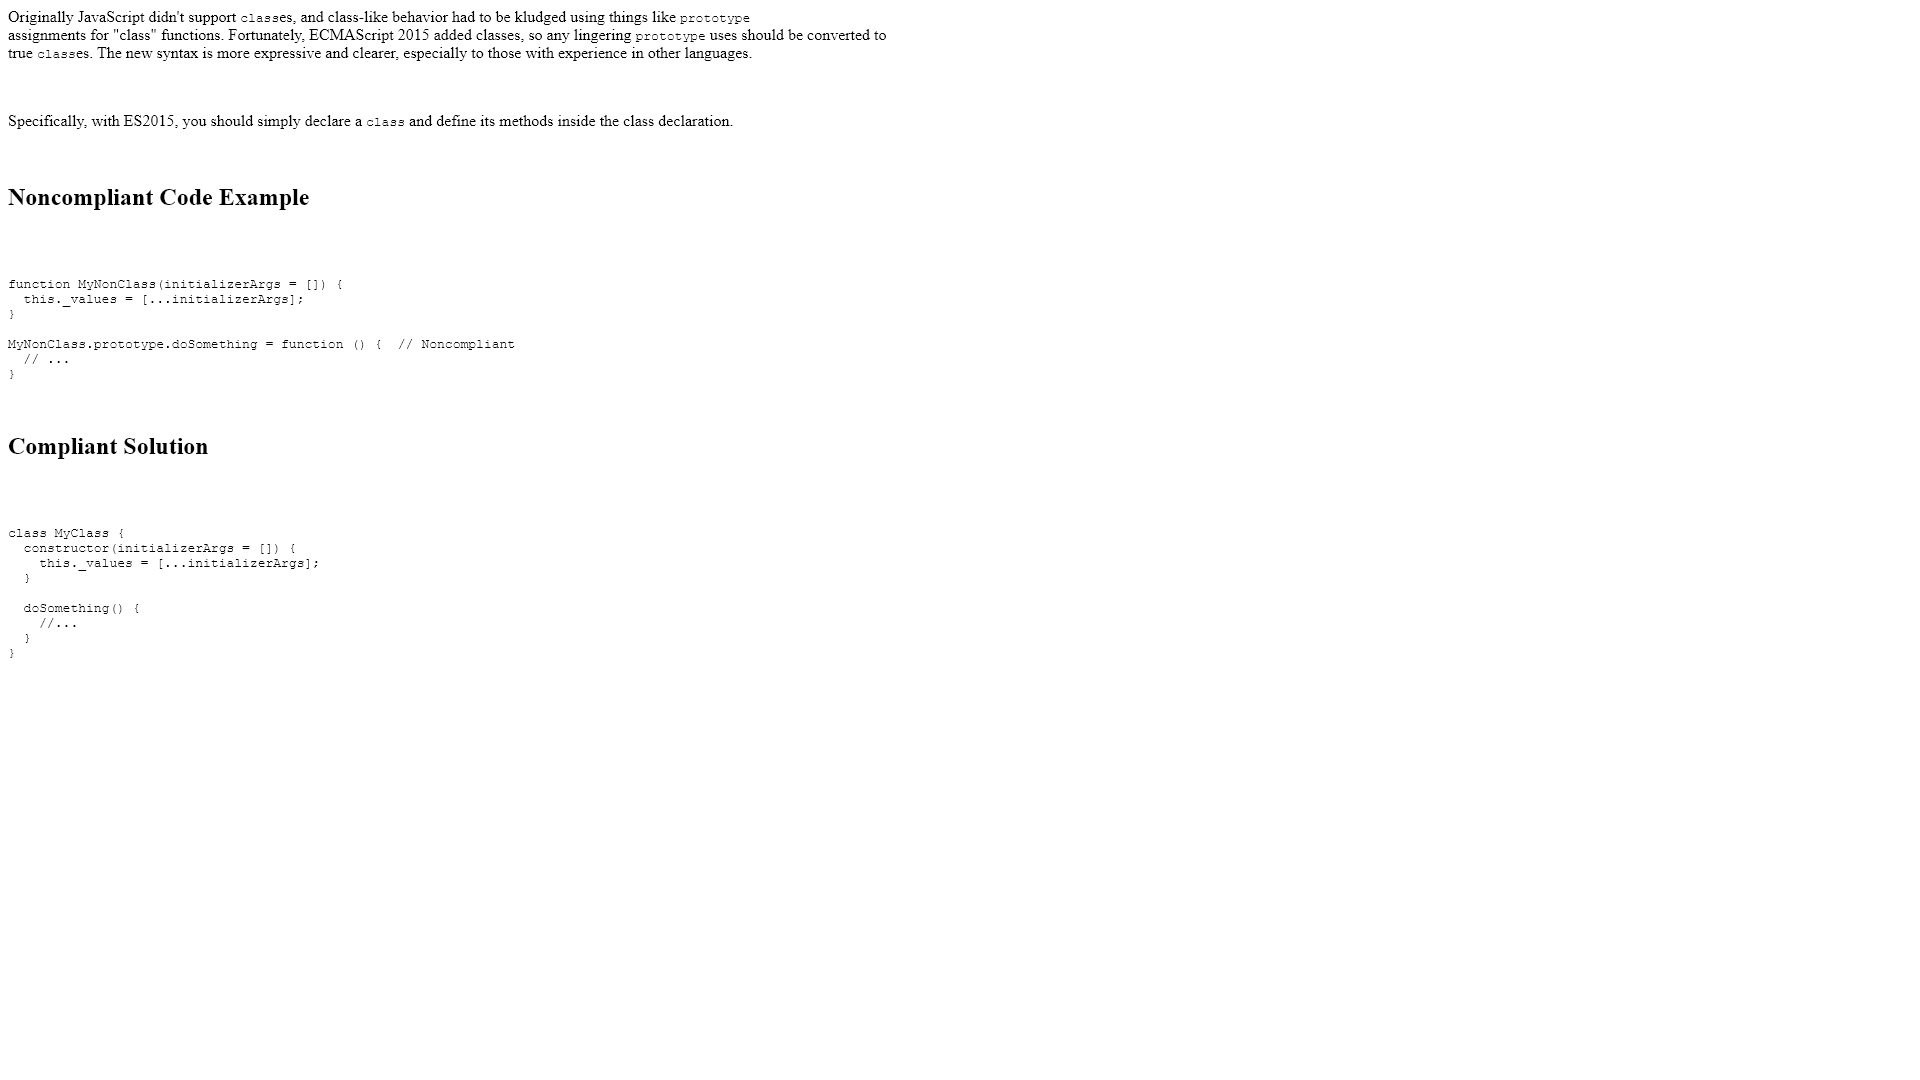 Originally JavaScript didn't support classes, and class-like behavior had to be kludged using things like prototype
assignments for "class" functions. Fortunately, ECMAScript 2015 added classes, so any lingering prototype uses should be converted to
true classes. The new syntax is more expressive and clearer, especially to those with experience in other languages.
Specifically, with ES2015, you should simply declare a class and define its methods inside the class declaration.
Noncompliant Code Example
function MyNonClass(initializerArgs = []) {
  this._values = [...initializerArgs];
}
MyNonClass.prototype.doSomething = function () {  // Noncompliant
  // ...
}
Compliant Solution
class MyClass {
  constructor(initializerArgs = []) {
    this._values = [...initializerArgs];
  }
  doSomething() {
    //...
  }
}